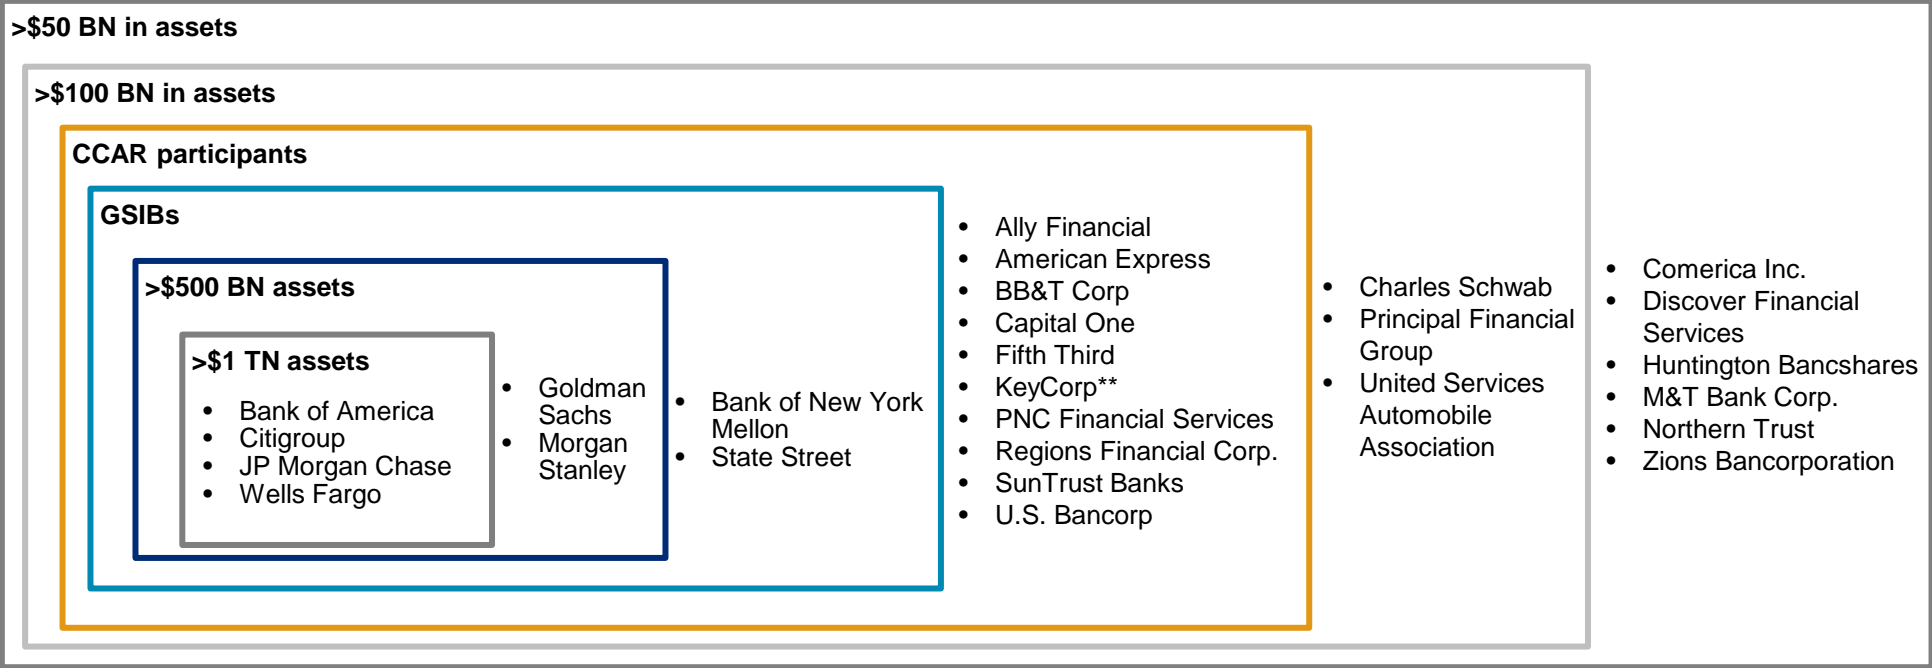 >$50 BN in assets
>$100 BN in assets
CCAR participants
GSIBs
>$500 BN assets
>$1 TN assets
• Bank of America
• Citigroup
• JP Morgan Chase
• Wells Fargo
• Goldman
Sachs
• Morgan
Stanley
• Bank of New York
Mellon
• State Street
• Ally Financial
• American Express
• BB&T Corp
• Capital One
• Fifth Third
• KeyCorp**
• PNC Financial Services
• Regions Financial Corp.
• SunTrust Banks
• U.S. Bancorp
• Charles Schwab
• Principal Financial
Group
• United Services
Automobile
Association
• Comerica Inc.
• Discover Financial
Services
• Huntington Bancshares
• M&T Bank Corp.
• Northern Trust
• Zions Bancorporation